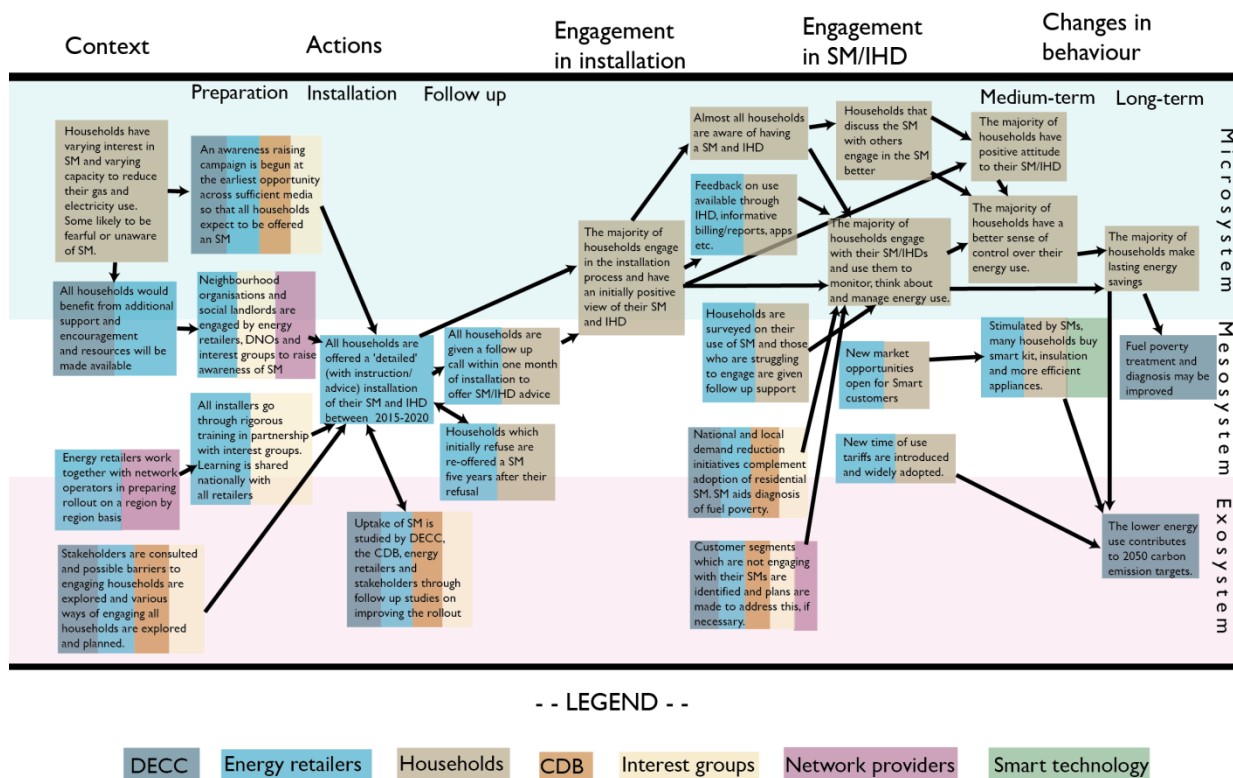 Context
Actions
Engagement
in installation
Engagement
in SM/IHD
Changes in
behaviour
Preparation
Installation
Follow up
Medium-term
Long-term
Households have
varying interest in
SM and varying
capacity to reduce
their gas and
electricity use.
Some likely to be
fearful or unaware
of SM.
All households would
benefit from additional
support and
encouragement
and resources will be
made available
Energy retailers work
together with network
operators in preparing
rollout on a region by
region basis
Stakeholders are consulted
and possible barriers to
engaging households are
explored and various
ways of engaging all
households are explored
and planned.
An awareness raising
campaign is begun at
the earliest opportunity
across sufficient media
so that all households
expect to be offered
an SM
Neighbourhood
organisations and
social landlords are
engaged by energy
retailers, DNOs and
interest groups to raise
awareness of SM
All installers go
through rigorous
training in partnership
with interest groups.
Learning is shared
nationally with
all retailers
All households are
offered a 'detailed'
(with instruction/
advice) installation
of their SM and IHD
between 2015-2020
Uptake of SM is
studied by DECC,
the CDB, energy
retailers and
stakeholders through
follow up studies on
improving the rollout
All households are
given a follow up
call within one month
of installation to
offer SM/IHD advice
Households which
initially refuse are
re-offered a SM
five years after their
refusal
The majority of
households engage
in the installation
process and have
an initially positive
view of their SM
and IHD
Almost all households
are aware of having
a SM and IHD
Feedback on use
available through
IHD, informative
billing/reports, apps
etc.
Households are
surveyed on their
use of SM and those
who are struggling
to engage are given
follow up support
National and local
demand reduction
initiatives complement
adoption of residential
SM. SM aids diagnosis
of fuel poverty.
Customer segments
which are not engaging
with their SMs are
identified and plans are
made to address this, if
necessary.
Households that
discuss the SM
with others
engage in the SM
better
The majority of
households engage
with their SM/IHDs
and use them to
monitor, think about
and manage energy use.
New market
opportunities
open for Smart
customers
New time of use
tariffs are introduced
and widely adopted.
The majority of
households have
positive attitude
to their SM/IHD
The majority of
households have a
better sense of
control over their
energy use.
Stimulated by SMs,
many households buy
smart kit, insulation
and more efficient
appliances.
The majority of
households make
lasting energy
savings
Fuel poverty
treatment and
diagnosis may be
improved
The lower energy
use contributes
to 2050 carbon
emission targets.
Microsystem
Mesosystem
Exosystem
- - LEGEND - -
DECC
Energy retailers
Households
CDB
Interest groups
Network providers
Smart technology